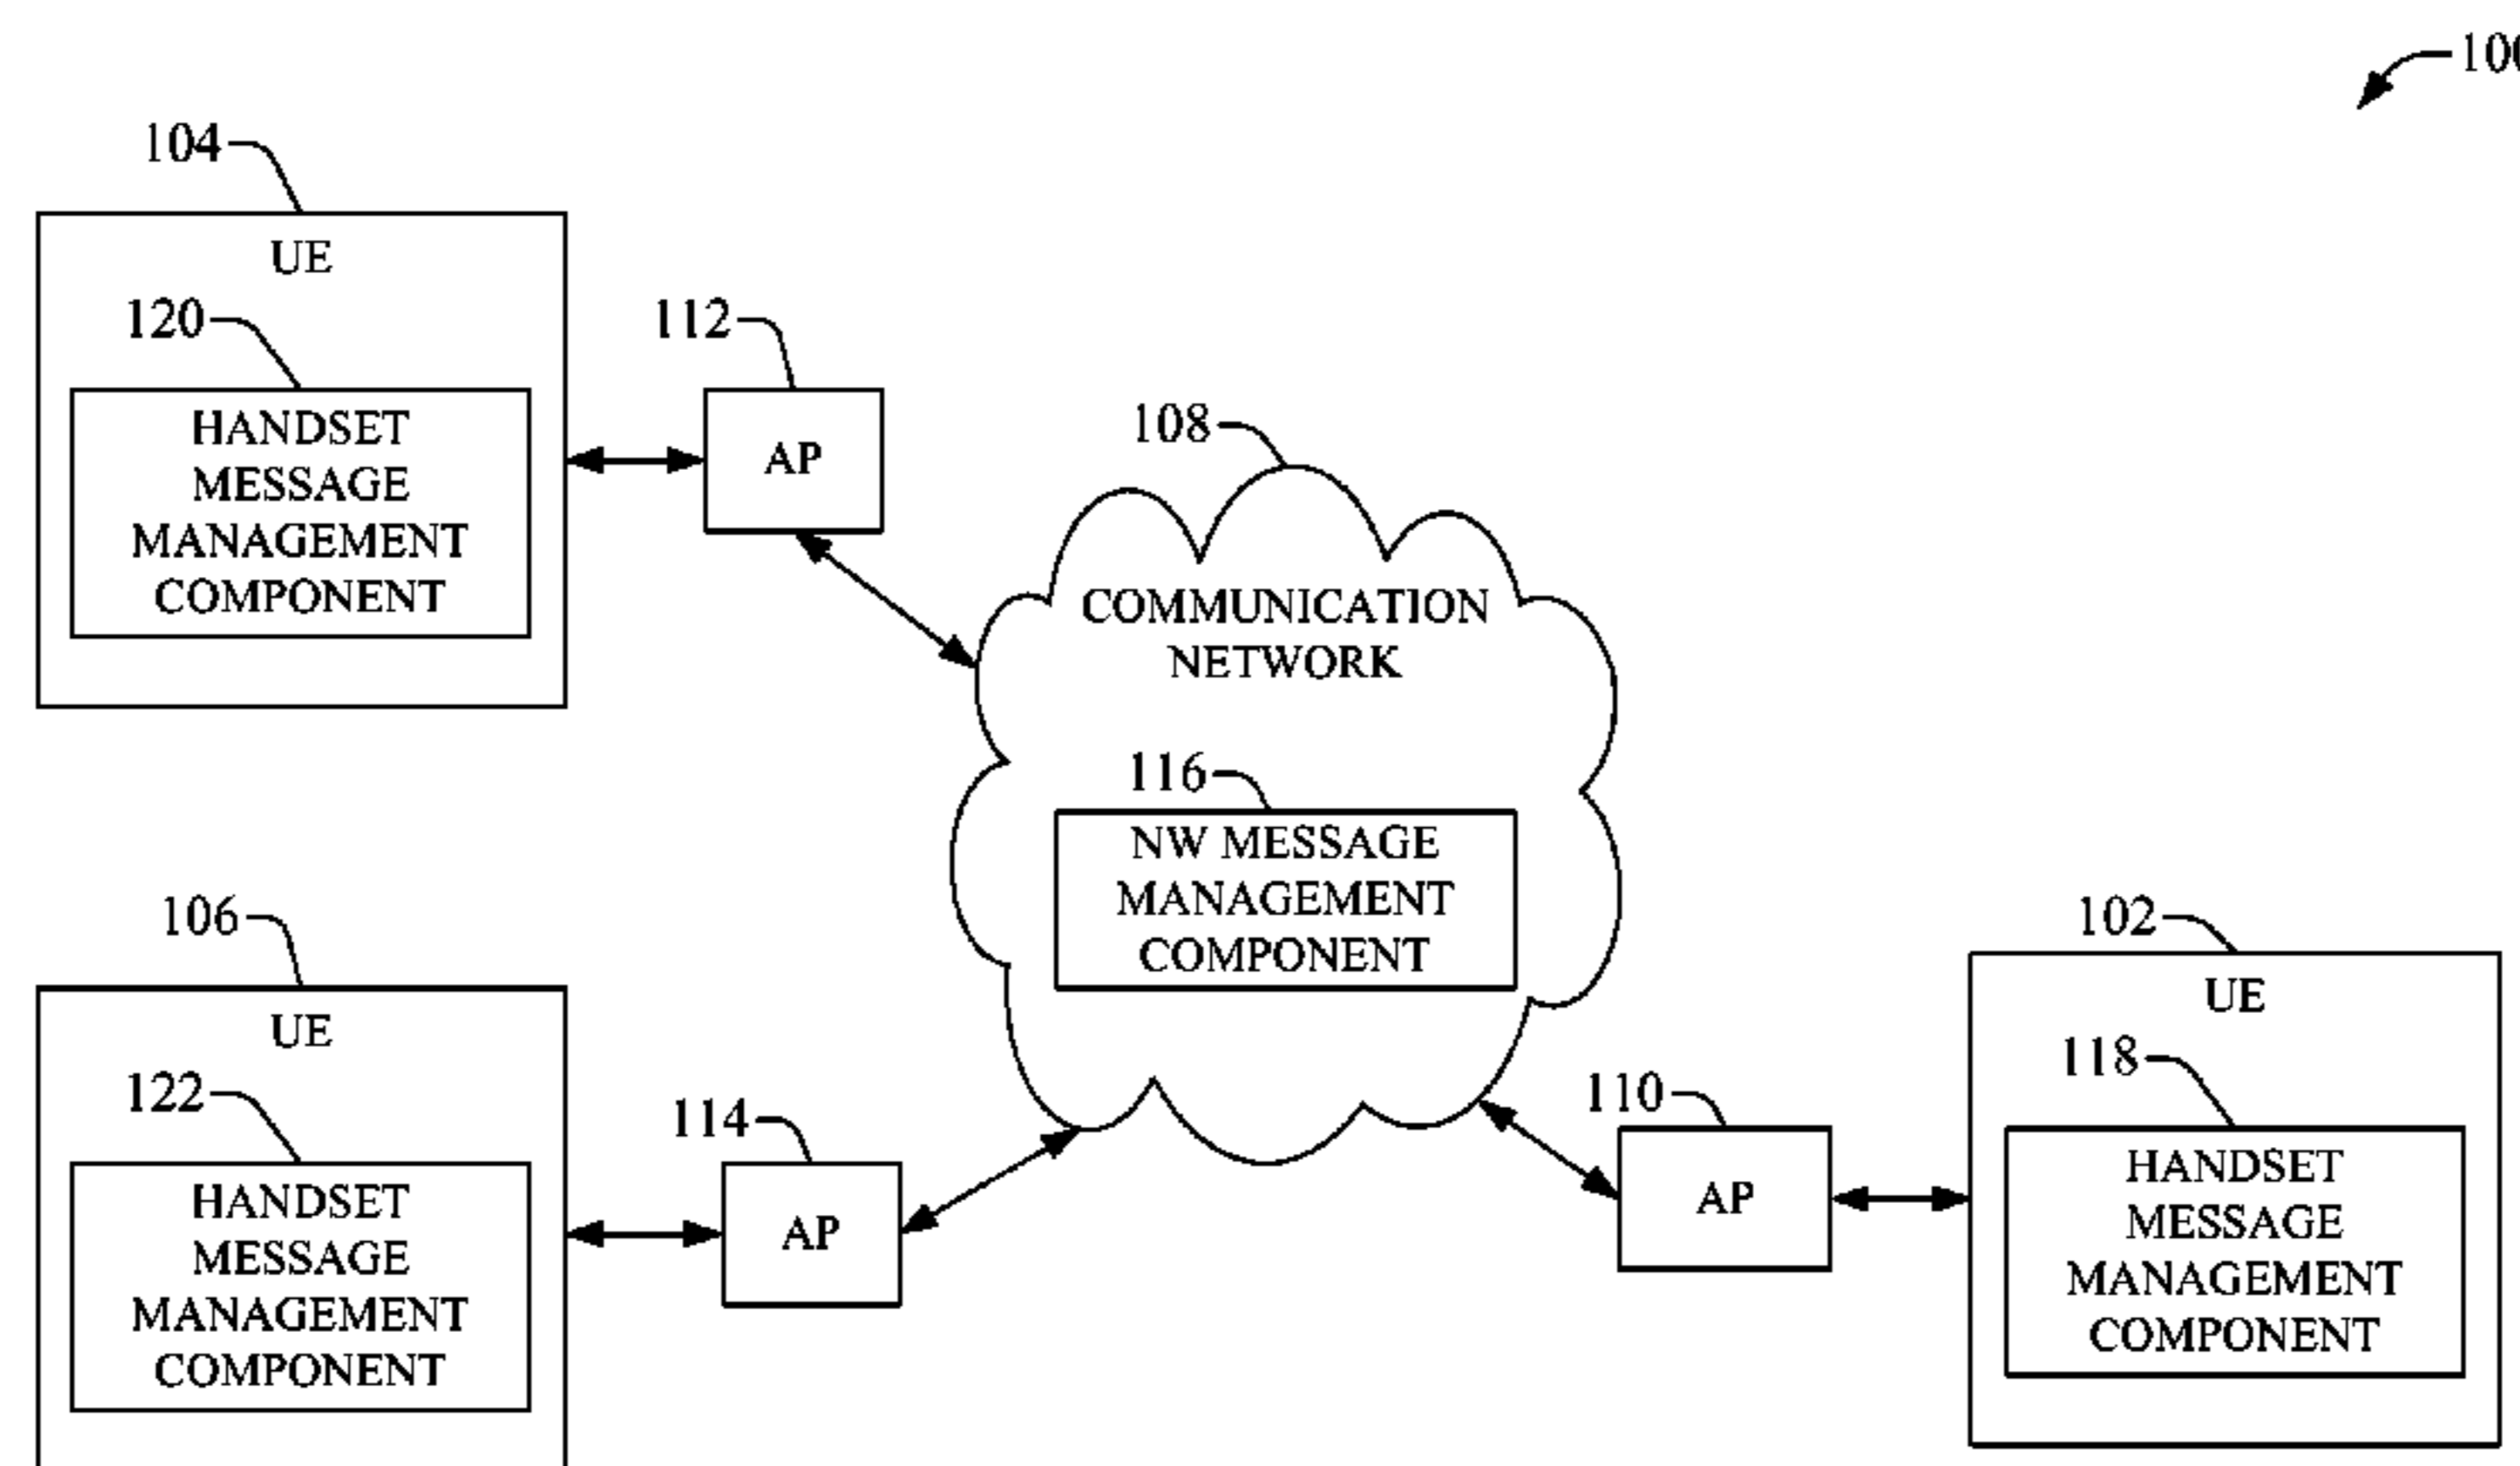 100
104
UE
120
HANDSET
MESSAGE
MANAGEMENT
COMPONENT
112
AP
108
COMMUNICATION
NETWORK
116
NW MESSAGE
MANAGEMENT
COMPONENT
106
UE
122
HANDSET
MESSAGE
MANAGEMENT
COMPONENT
114
AP
110
AP
102
UE
118
HANDSET
MESSAGE
MANAGEMENT
COMPONENT